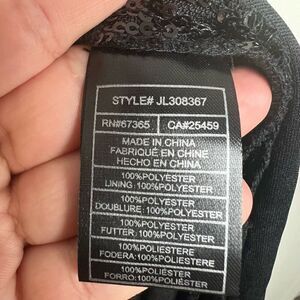 STYLE# JL308367
RN#67365 CA#25459
MADE IN CHINA
FABRIQUÉ EN CHINE
HECHO EN CHINA
100%POLYESTER
LINING:100%POLYESTER
100%POLYESTER
DOUBLURE:100%POLYESTER
100%POLYESTER
FUTTER:100%POLYESTER
100%POLIESTERE
FODERA:100%POLIESTERE
100%POLIESTER
FORRO:100%POLIESTER